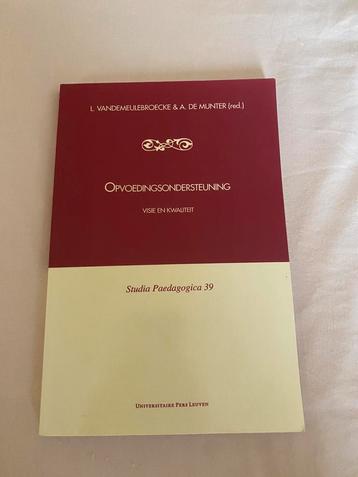 L. VANDEMEULEBROECKE & A. DE MUNTER (red.)
OPVOEDINGSONDERSTEUNING
VISIE EN KWALITEIT
Studia Paedagogica 39
UNIVERSITAIRE PERS LEUVEN